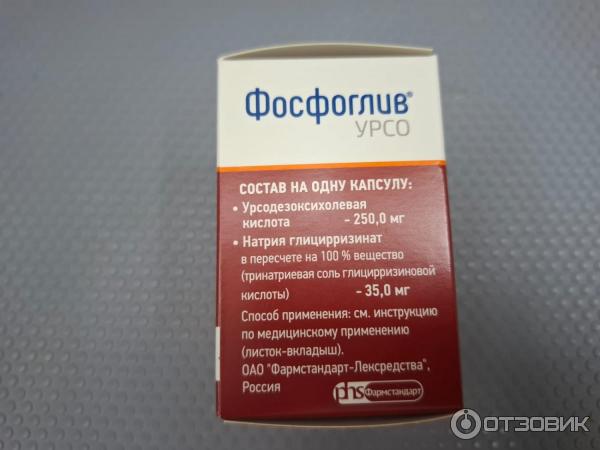 Фосфоглив®
УРСО
СОСТАВ НА ОДНУ КАПСУЛУ:
• Урсодезоксихолевая
кислота - 250,0 мг
• Натрия глицирризинат
в пересчете на 100 % вещество
(тринатриевая соль глицирризиновой
кислоты) - 35,0 мг
Способ применения: см. инструкцию
по медицинскому применению
(листок-вкладыш).
ОАО "Фармстандарт-Лексредства",
Россия
phs Фармстандарт
ОТЗОВИК